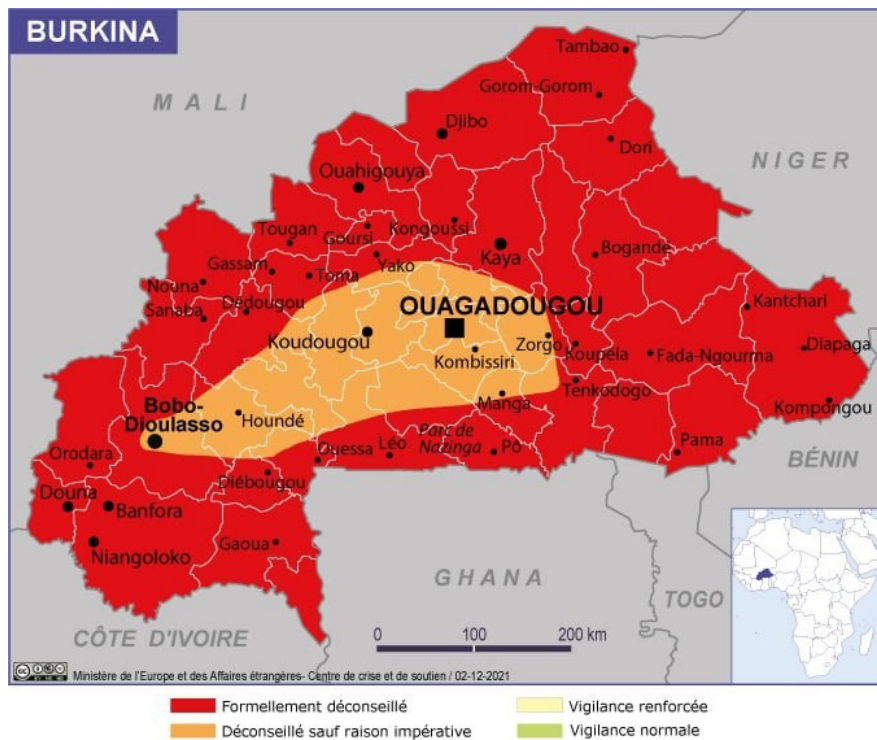 BURKINA
Tambao
MALI
Gorom-Gorom
Djibo
Dori
NIGER
Ouahigouya
Tougan
Goursi
Kongoussi
Kaya
Bogandé
Gassam
Toma
Yako
Nouna
Sanaba
Dédougou
OUAGADOUGOU
Kantchari
Koudougou
Zorgo
Koupéla
Fada-Ngourma
Diapaga
Kombissiri
Tenkodogo
Manga
Kompongou
Bobo-
Dioulasso
Houndé
Parc de
Nazinga
Ouessa
Léo
Pô
Pama
Orodara
BÉNIN
Diébougou
Douna
Banfora
Niangoloko
Gaoua
GHANA
TOGO
CÔTE D'IVOIRE
0 100 200 km
cc Ministère de l'Europe et des Affaires étrangères- Centre de crise et de soutien / 02-12-2021
Formellement déconseillé
Vigilance renforcée
Déconseillé sauf raison impérative
Vigilance normale